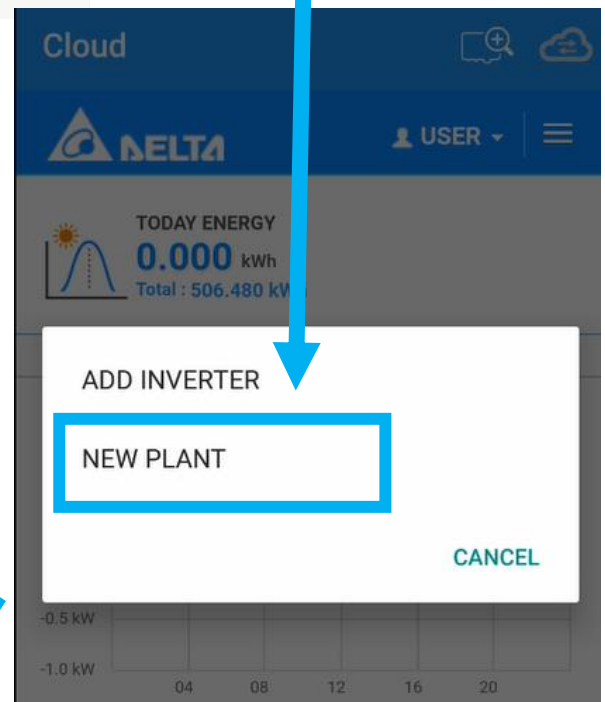 Cloud
DELTA
USER
TODAY ENERGY
0.000 kWh
Total : 506.480 kWh
ADD INVERTER
NEW PLANT
CANCEL
-0.5 kW
-1.0 kW
04 08 12 16 20